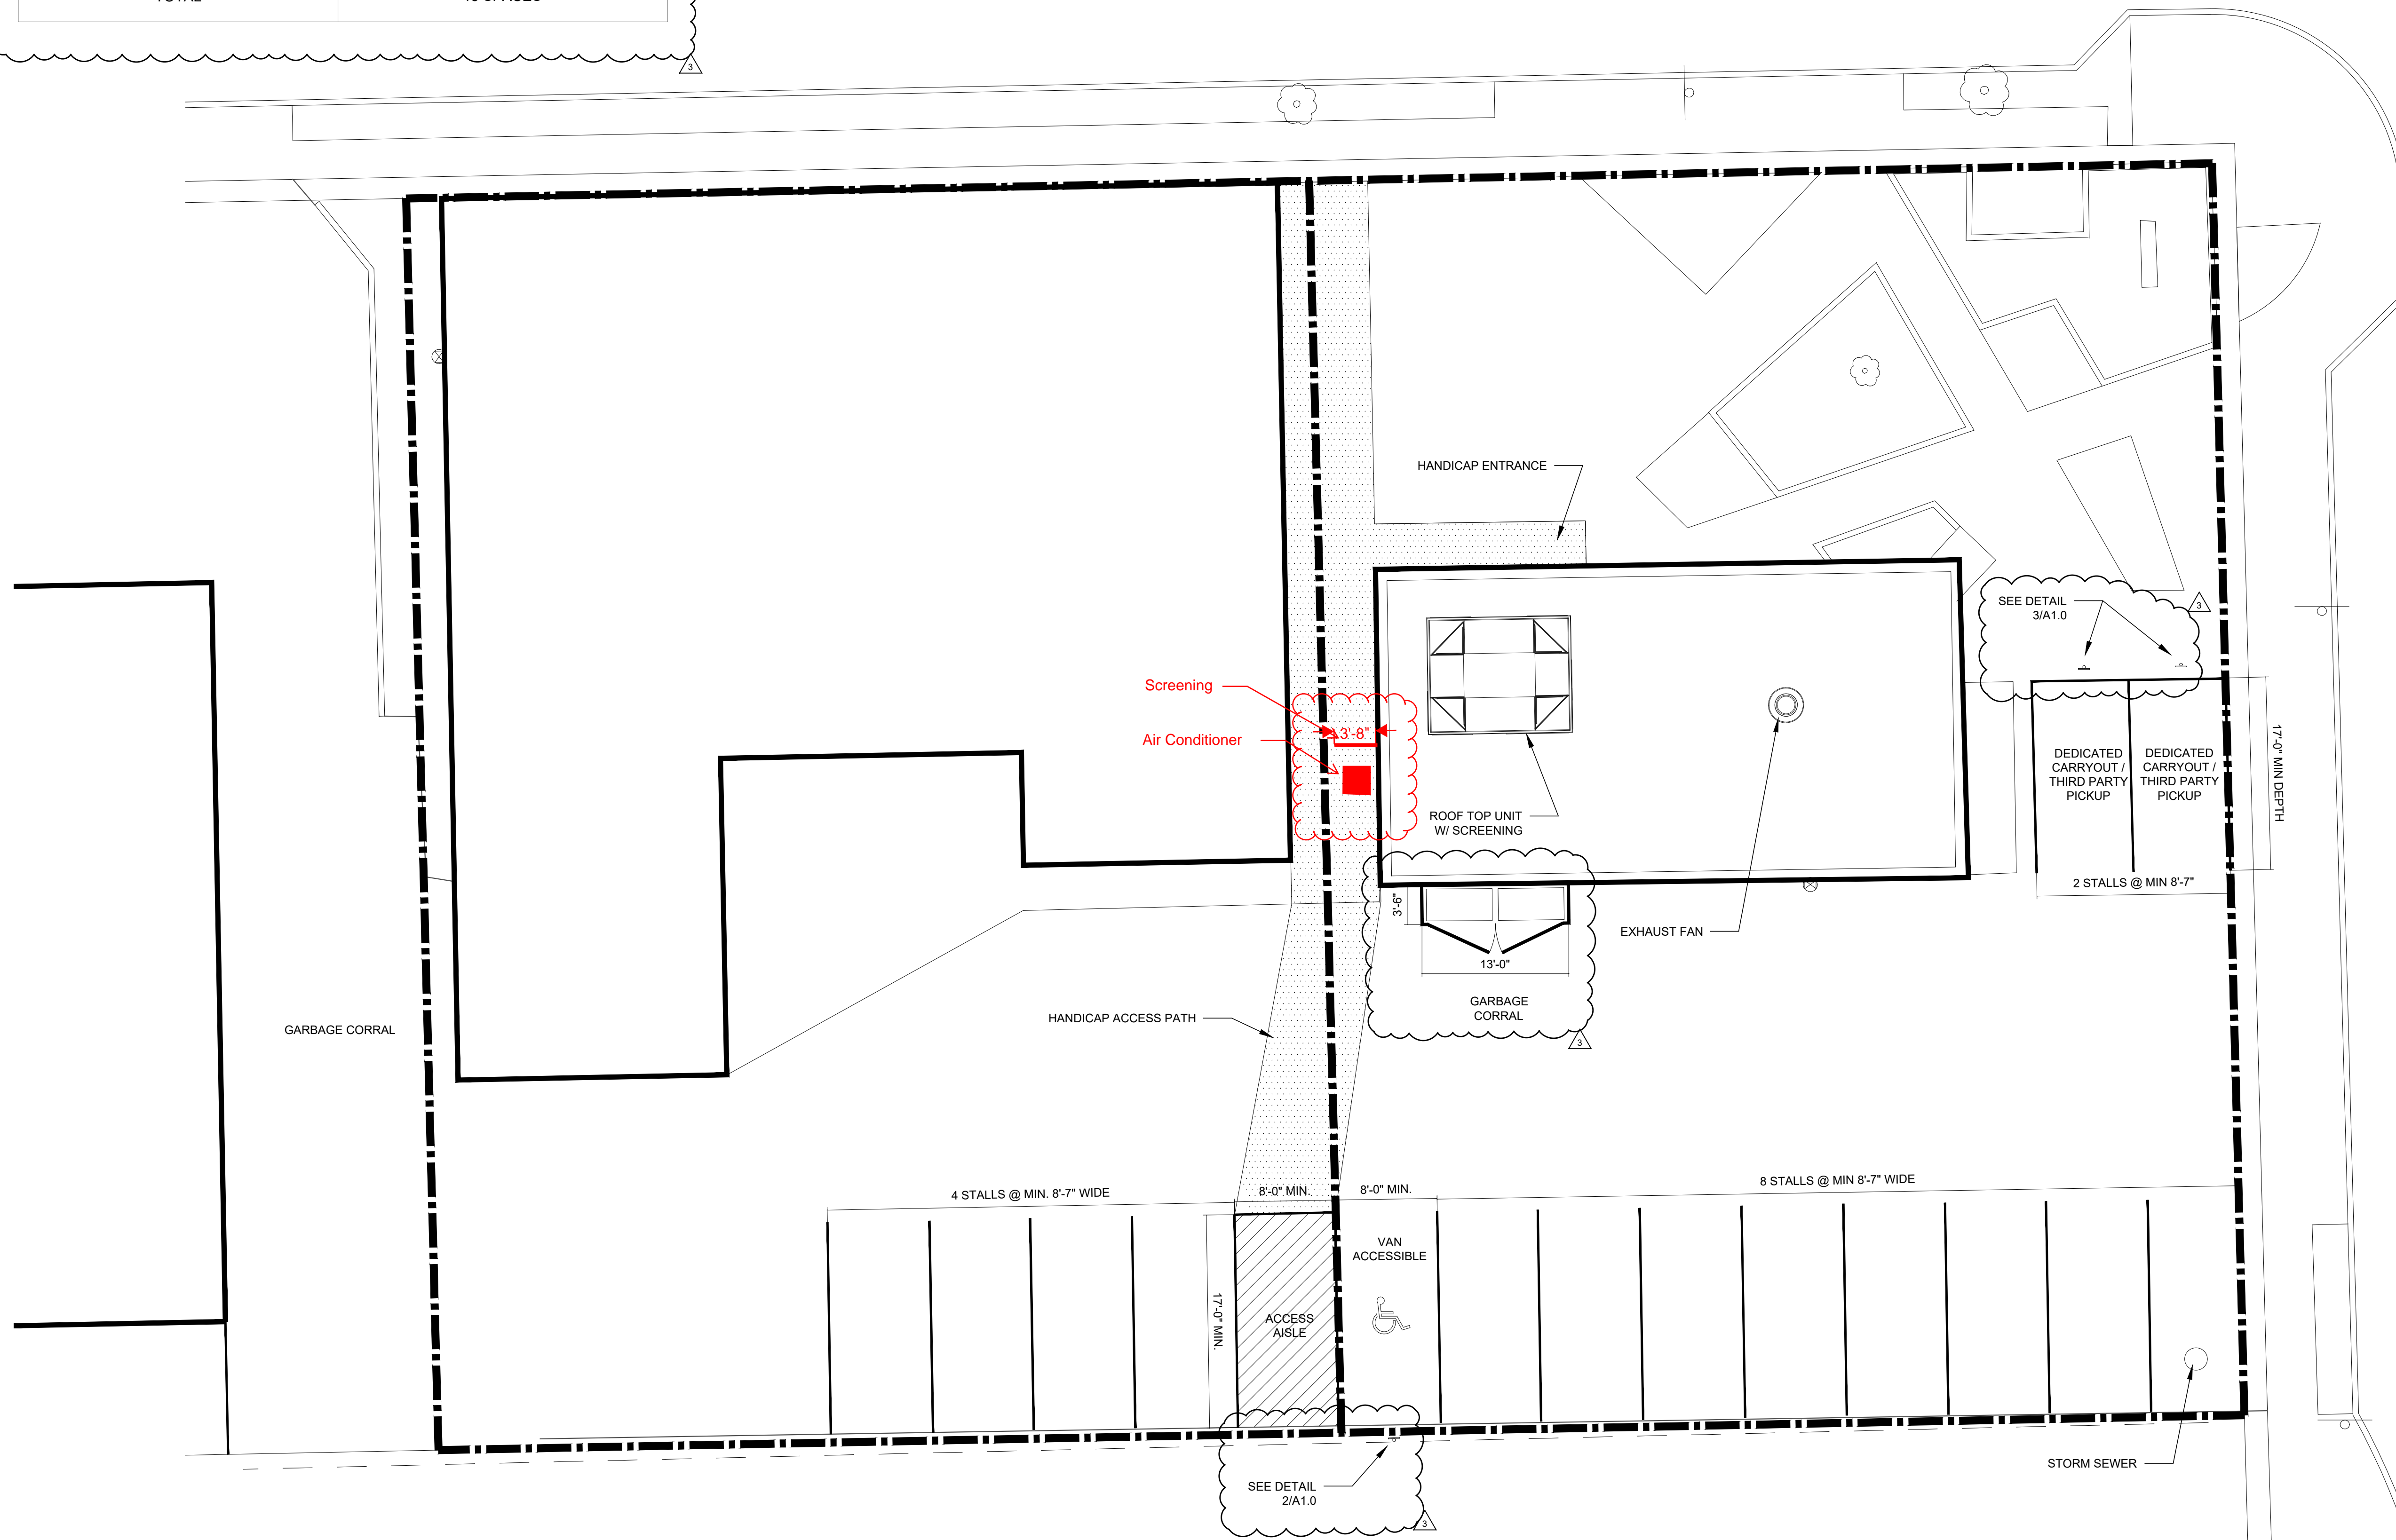 3
HANDICAP ENTRANCE
SEE DETAIL
3/A1.0
3
Screening
3'-8"
Air Conditioner
ROOF TOP UNIT
W/ SCREENING
DEDICATED
CARRYOUT /
THIRD PARTY
PICKUP
DEDICATED
CARRYOUT /
THIRD PARTY
PICKUP
17'-0" MIN DEPTH
2 STALLS @ MIN 8'-7"
3'-6"
EXHAUST FAN
13'-0"
GARBAGE
CORRAL
3
HANDICAP ACCESS PATH
GARBAGE CORRAL
4 STALLS @ MIN. 8'-7" WIDE
8'-0" MIN.
8'-0" MIN.
8 STALLS @ MIN 8'-7" WIDE
VAN
ACCESSIBLE
17'-0" MIN.
ACCESS
AISLE
STORM SEWER
SEE DETAIL
2/A1.0
3